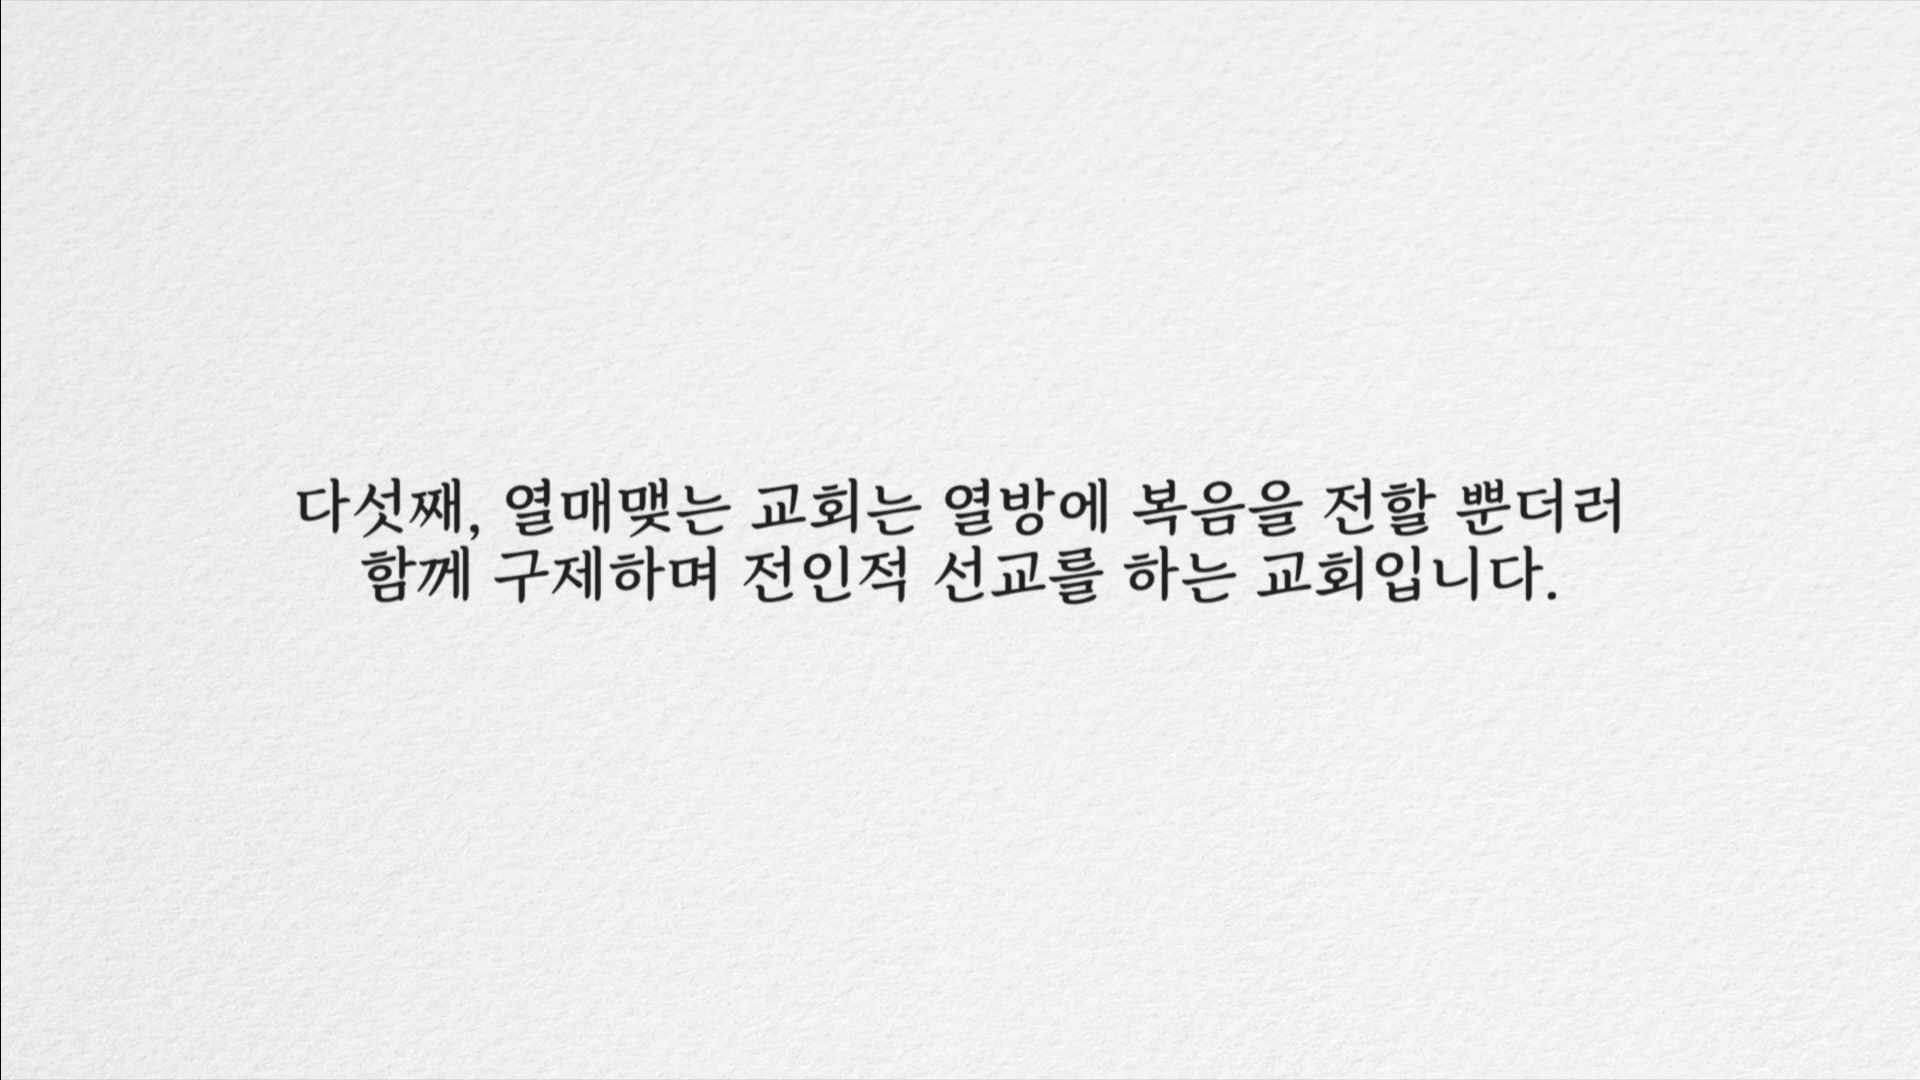 다섯째, 열매맺는 교회는 열방에 복음을 전할 뿐더러
함께 구제하며 전인적 선교를 하는 교회입니다.